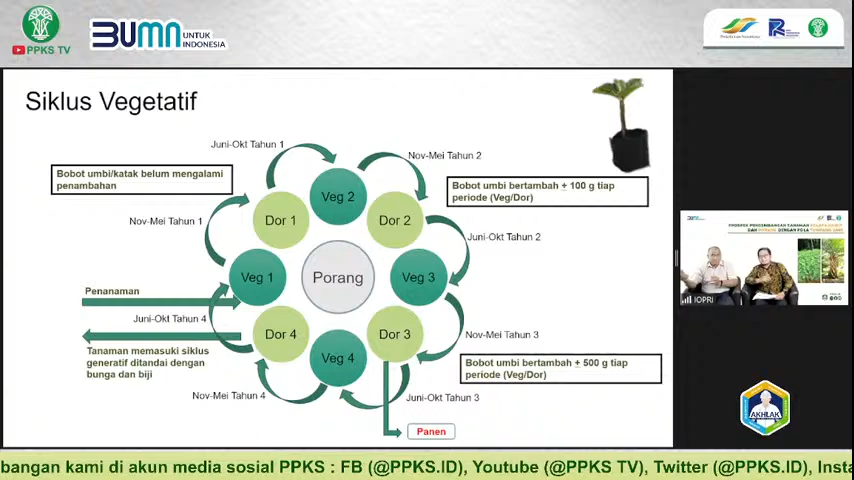 PPKS TV
BUMN
UNTUK
INDONESIA
Siklus Vegetatif
Juni-Okt Tahun 1
Nov-Mei Tahun 2
Bobot umbi/katak belum mengalami
penambahan
Veg 2
Bobot umbi bertambah + 100 g tiap
periode (Veg/Dor)
Dor 1
Dor 2
Nov-Mei Tahun 1
Juni-Okt Tahun 2
Veg 1
Porang
Veg 3
Penanaman
Juni-Okt Tahun 4
Dor 4
Dor 3
Nov-Mei Tahun 3
Tanaman memasuki siklus
generatif ditandai dengan
bunga dan biji
Veg 4
Bobot umbi bertambah + 500 g tiap
periode (Veg/Dor)
Nov-Mei Tahun 4
Juni-Okt Tahun 3
Panen
IOPRI
AKHLAK
bangan kami di akun media sosial PPKS : FB (@PPKS.ID), Youtube (@PPKS TV), Twitter (@PPKS.ID), Insta